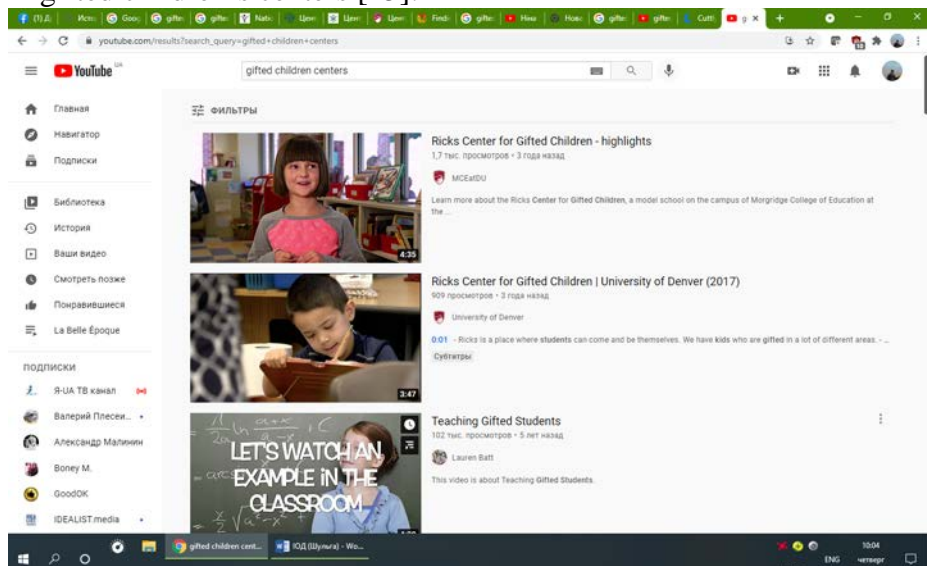 YouTube UA
youtube.com/results?search_query=gifted+children+centers
gifted children centers
Главная
Навигатор
Подписки
Библиотека
История
Ваши видео
Смотреть позже
Понравившиеся
La Belle Époque
ПОДПИСКИ
Я-UA ТВ канал
Валерий Плесеи...
Александр Малинин
Boney M.
GoodOK
IDEALIST.media
ФИЛЬТРЫ
Ricks Center for Gifted Children - highlights
1,7 тыс. просмотров • 3 года назад
MCEatDU
Learn more about the Ricks Center for Gifted Children, a model school on the campus of Morgridge College of Education at
the ...
4:35
Ricks Center for Gifted Children | University of Denver (2017)
909 просмотров • 3 года назад
University of Denver
0:01 - Ricks is a place where students can come and be themselves. We have kids who are gifted in a lot of different areas. - ...
Субтитры
3:47
LET'S WATCH AN
EXAMPLE IN THE
CLASSROOM
Teaching Gifted Students
102 тыс. просмотров • 5 лет назад
Lauren Batt
This video is about Teaching Gifted Students.
gifted children cent...
ЮД (Шульга) - Wo...
ENG
10:04
четверг